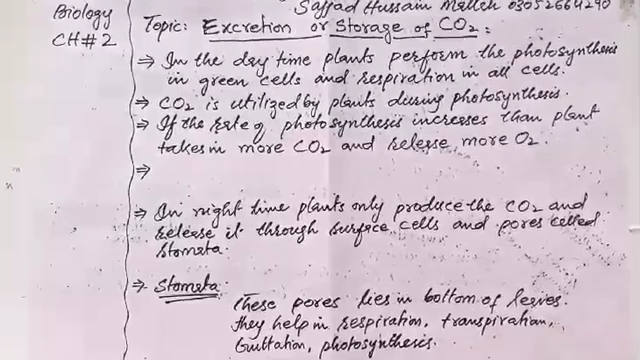 Biology
CH#2
Sajjad Hussain Mallah 03052664290
Topic: Excretion or Storage of CO₂:
⇒ In the day time plants perform the photosynthesis
in green cells and respiration in all cells.
⇒ CO₂ is utilized by plants during photosynthesis.
⇒ If the rate of photosynthesis increases than plant
takes in more CO₂ and release more O₂.
⇒
⇒ In night time plants only produce the CO₂ and
release it through surface cells and pores called
stomata.
⇒ Stomata:
These pores lies in bottom of leaves.
they help in respiration, transpiration,
Guttation, photosynthesis.